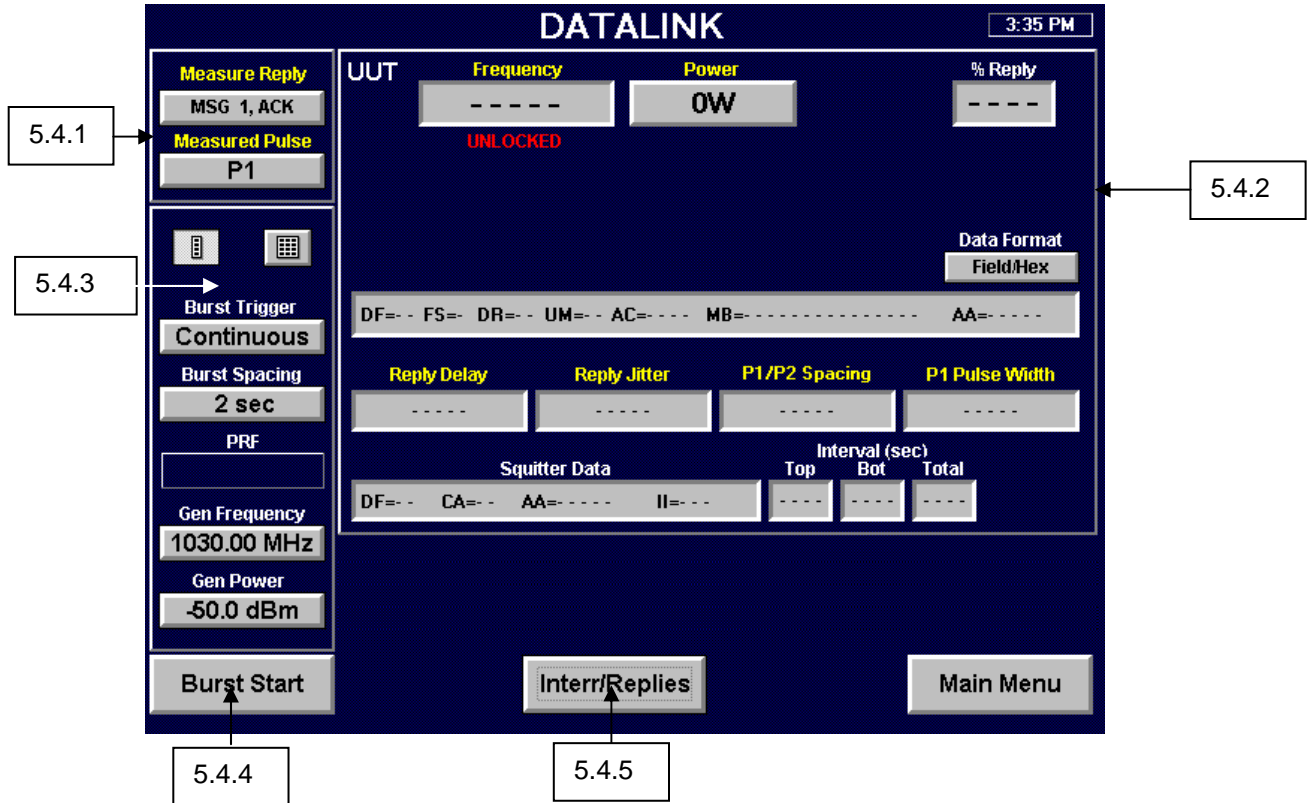 DATALINK
3:35 PM
Measure Reply
MSG 1, ACK
Measured Pulse
P1
5.4.1
UUT
Frequency
- - - - -
UNLOCKED
Power
0W
% Reply
- - - -
5.4.2
Data Format
Field/Hex
5.4.3
Burst Trigger
Continuous
Burst Spacing
2 sec
PRF
Gen Frequency
1030.00 MHz
Gen Power
-50.0 dBm
DF=- - FS=- DR=- - UM=- - AC=- - - - MB=- - - - - - - - - - - - - - AA=- - - - -
Reply Delay Reply Jitter P1/P2 Spacing P1 Pulse Width
- - - - - - - - - - - - - - - - - - - -
Interval (sec)
Squitter Data Top Bot Total
DF=- - CA=- - AA=- - - - - II=- - - - - - - - - - - - - - -
Burst Start
Interr/Replies
Main Menu
5.4.4
5.4.5